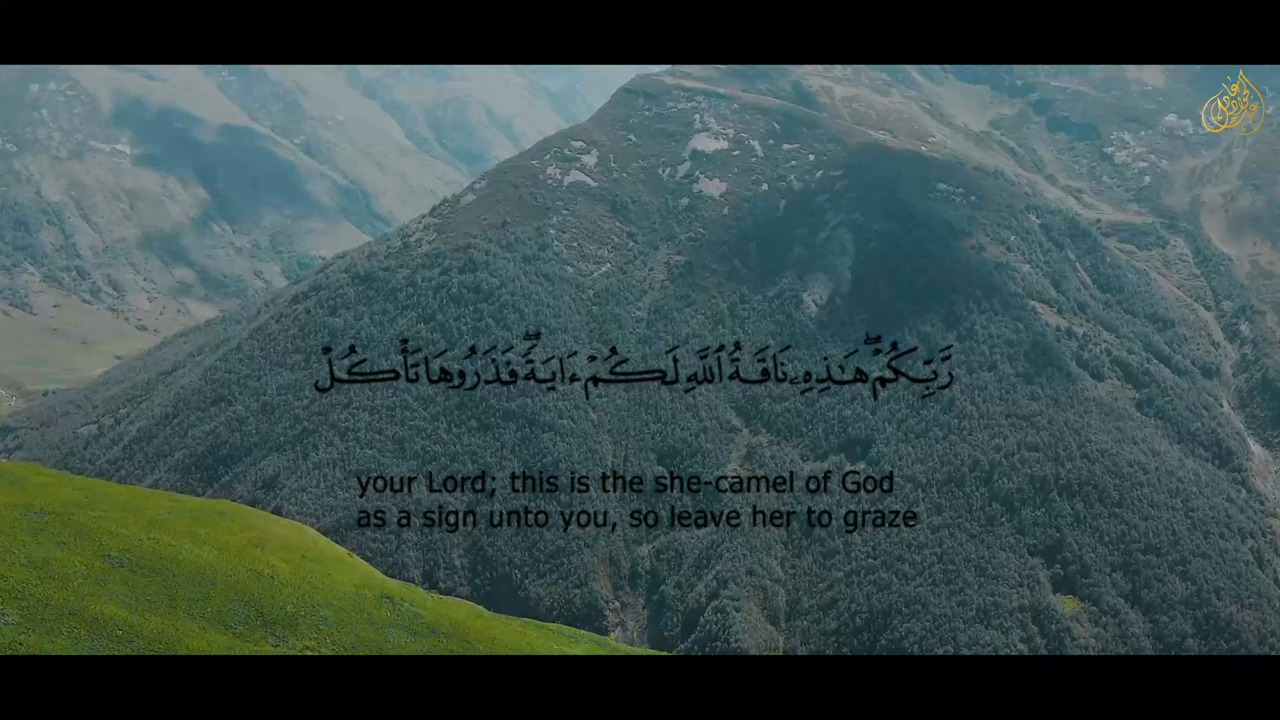 رَّبِّكُمْۖ هَٰذِهِۦ نَاقَةُ ٱللَّهِ لَكُمْ ءَايَةًۖ فَذَرُوهَا تَأْكُلْ
your Lord; this is the she-camel of God
as a sign unto you, so leave her to graze